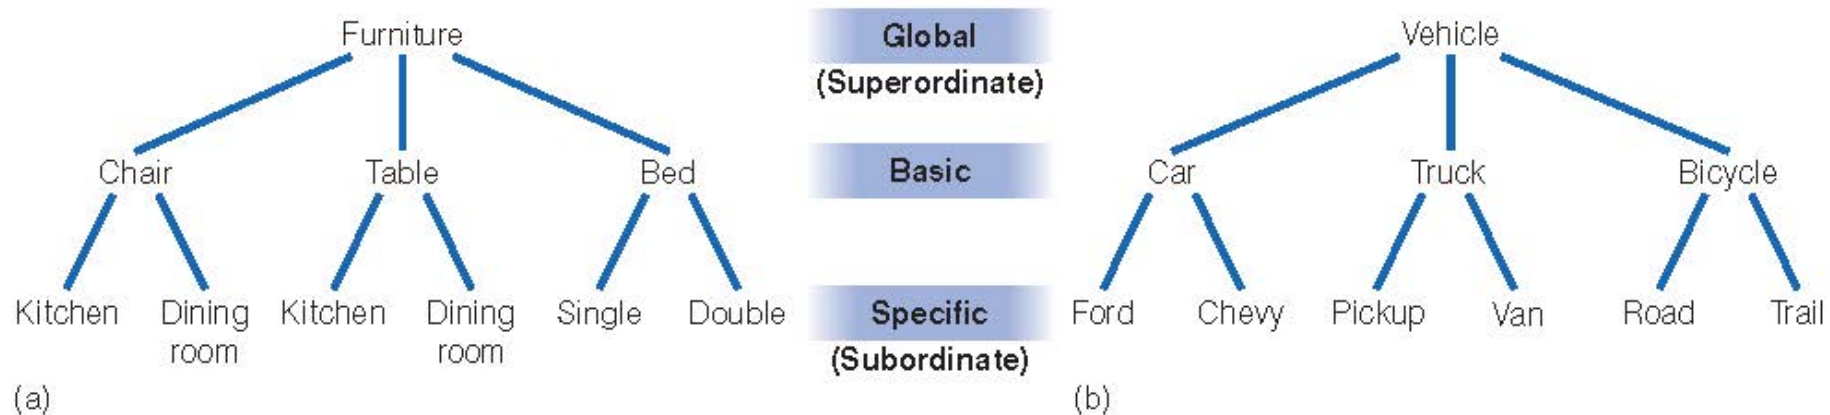 Furniture
Global
(Superordinate)
Vehicle
Chair
Table
Bed
Basic
Car
Truck
Bicycle
Kitchen
Dining
room
Kitchen
Dining
room
Single
Double
Specific
(Subordinate)
Ford
Chevy
Pickup
Van
Road
Trail
(a)
(b)